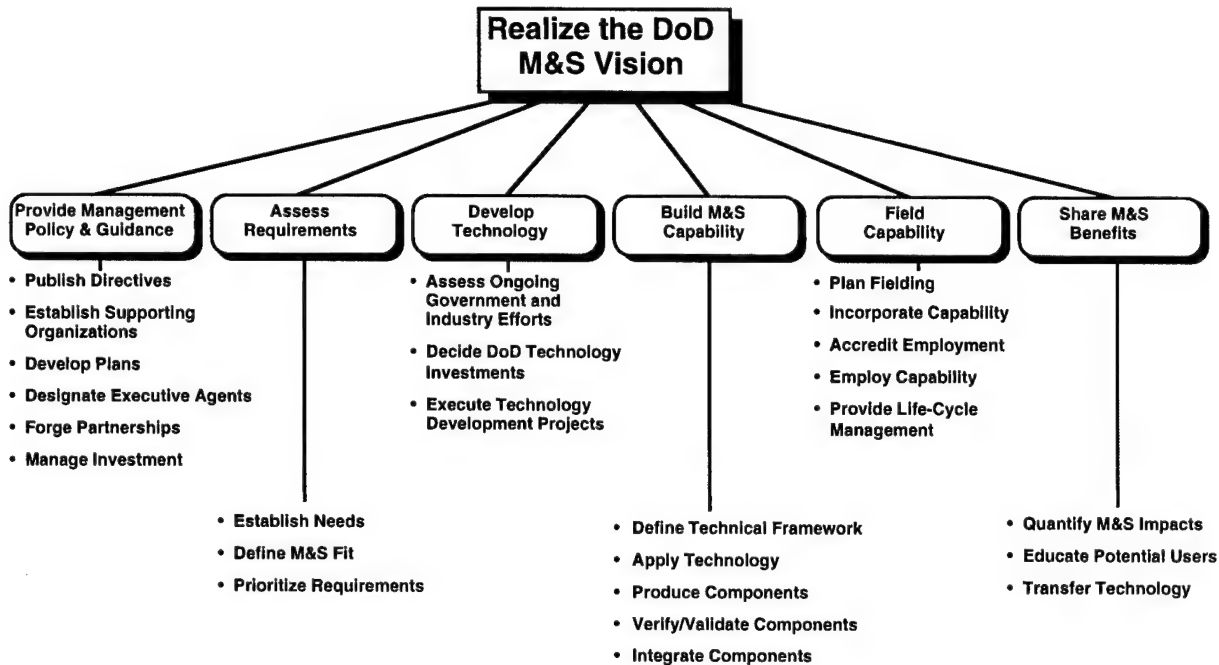 Realize the DoD
M&S Vision
Provide Management
Policy & Guidance
Assess
Requirements
Develop
Technology
Build M&S
Capability
Field
Capability
Share M&S
Benefits
• Publish Directives
• Establish Supporting
Organizations
• Develop Plans
• Designate Executive Agents
• Forge Partnerships
• Manage Investment
• Establish Needs
• Define M&S Fit
• Prioritize Requirements
• Assess Ongoing
Government and
Industry Efforts
• Decide DoD Technology
Investments
• Execute Technology
Development Projects
• Define Technical Framework
• Apply Technology
• Produce Components
• Verify/Validate Components
• Integrate Components
• Plan Fielding
• Incorporate Capability
• Accredit Employment
• Employ Capability
• Provide Life-Cycle
Management
• Quantify M&S Impacts
• Educate Potential Users
• Transfer Technology